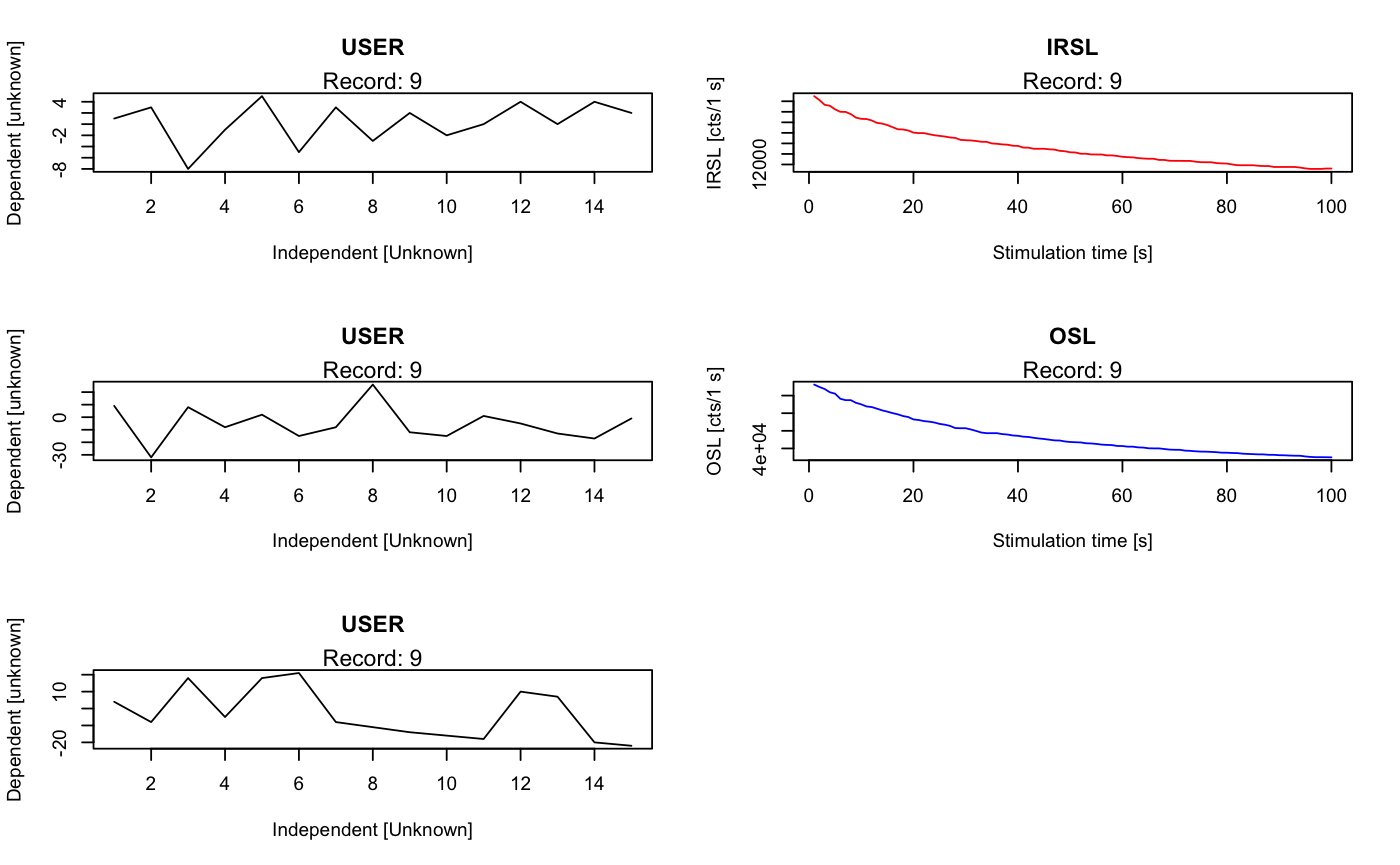 USER
Record: 9
Dependent [unknown]
4
-2
-8
2 4 6 8 10 12 14
Independent [Unknown]
IRSL
Record: 9
IRSL [cts/1 s]
12000
0 20 40 60 80 100
Stimulation time [s]
USER
Record: 9
Dependent [unknown]
0
-30
2 4 6 8 10 12 14
Independent [Unknown]
OSL
Record: 9
OSL [cts/1 s]
4e+04
0 20 40 60 80 100
Stimulation time [s]
USER
Record: 9
Dependent [unknown]
10
-20
2 4 6 8 10 12 14
Independent [Unknown]